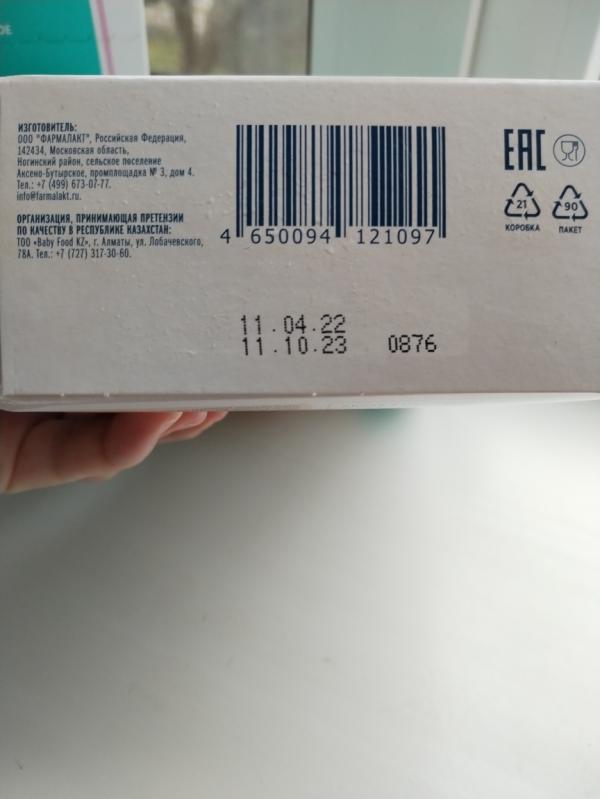 ОЕ
ИЗГОТОВИТЕЛЬ:
ООО "ФАРМАЛАКТ", Российская Федерация,
142434, Московская область,
Ногинский район, сельское поселение
Аксено-Бутырское, промплощадка № 3, дом 4.
Тел.: +7 (499) 673-07-77.
info@farmalakt.ru.
ОРГАНИЗАЦИЯ, ПРИНИМАЮЩАЯ ПРЕТЕНЗИИ
ПО КАЧЕСТВУ В РЕСПУБЛИКЕ КАЗАХСТАН:
ТОО «Baby Food KZ», г. Алматы, ул. Лобачевского,
78А. Тел.: +7 (727) 317-30-60.
4 650094 121097
EAC
21
КОРОБКА
90
ПАКЕТ
11.04.22
11.10.23 0876